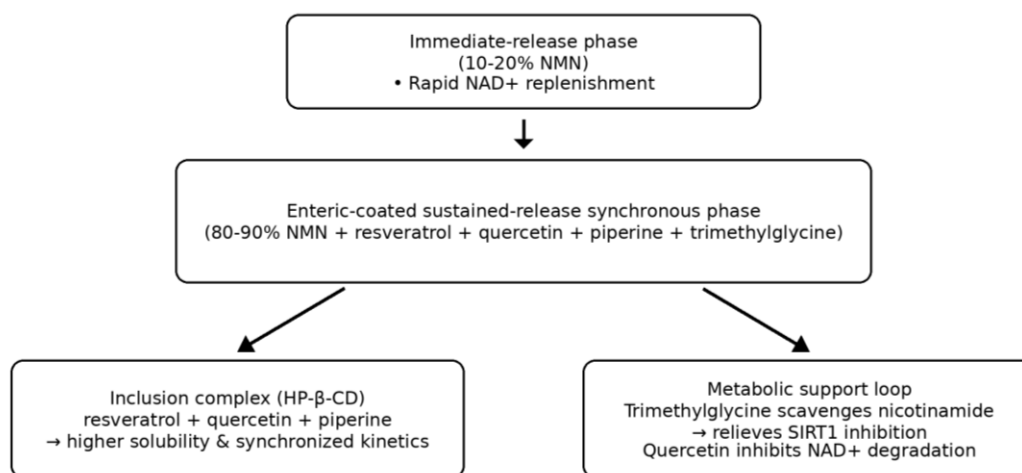 Immediate-release phase
(10-20% NMN)
• Rapid NAD+ replenishment
Enteric-coated sustained-release synchronous phase
(80-90% NMN + resveratrol + quercetin + piperine + trimethylglycine)
Inclusion complex (HP-β-CD)
resveratrol + quercetin + piperine
→ higher solubility & synchronized kinetics
Metabolic support loop
Trimethylglycine scavenges nicotinamide
→ relieves SIRT1 inhibition
Quercetin inhibits NAD+ degradation